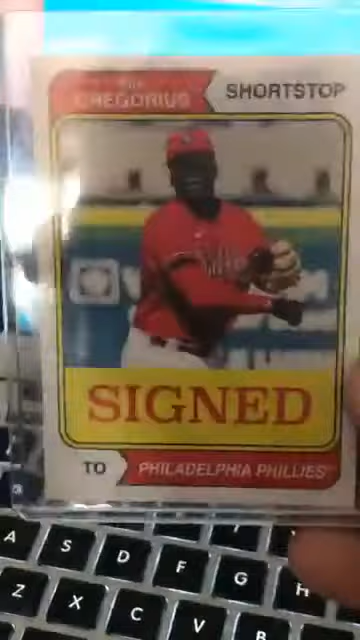 GREGORIUS
SHORTSTOP
SIGNED
TO
PHILADELPHIA PHILLIES
A S D F G H
Z X C V B